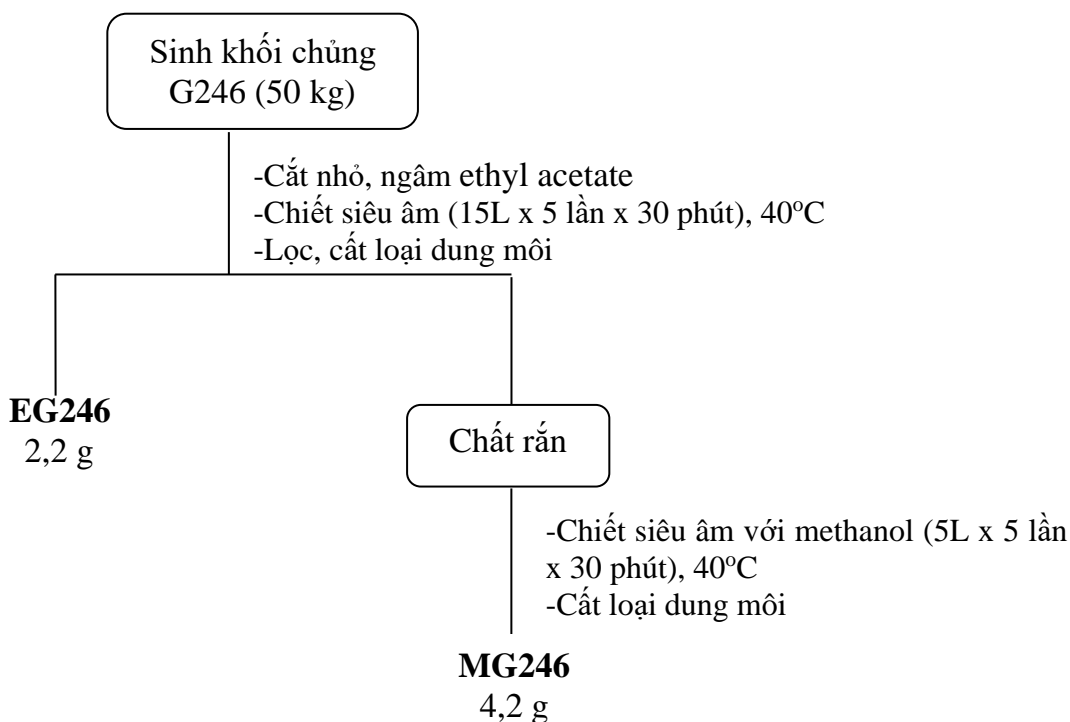 Sinh khối chủng
G246 (50 kg)
-Cắt nhỏ, ngâm ethyl acetate
-Chiết siêu âm (15L x 5 lần x 30 phút), 40ºC
-Lọc, cất loại dung môi
EG246
2,2 g
Chất rắn
-Chiết siêu âm với methanol (5L x 5 lần
x 30 phút), 40ºC
-Cất loại dung môi
MG246
4,2 g